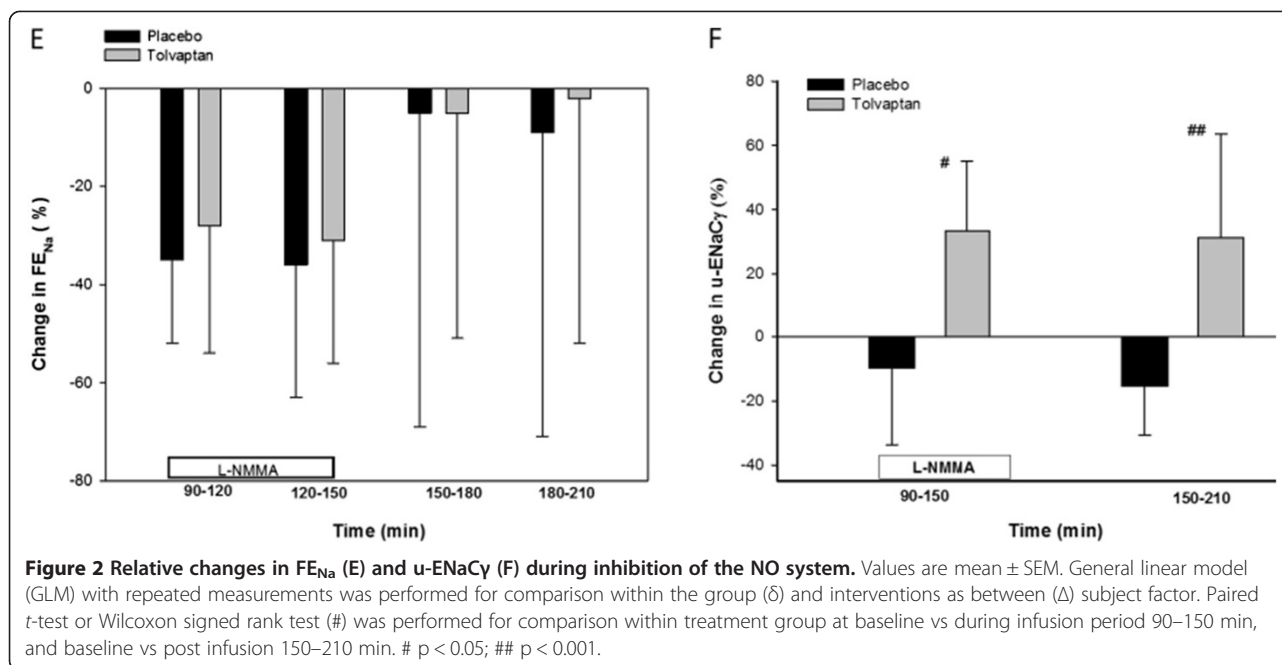 E
Placebo
Tolvaptan
0
-20
-40
-60
-80
Change in FENa ( %)
L-NMMA
90-120 120-150 150-180 180-210
Time (min)
F
Placebo
Tolvaptan
80
60
40
20
0
-20
-40
Change in u-ENaCγ (%)
#
##
L-NMMA
90-150 150-210
Time (min)
Figure 2 Relative changes in FENa (E) and u-ENaCγ (F) during inhibition of the NO system. Values are mean ± SEM. General linear model
(GLM) with repeated measurements was performed for comparison within the group (δ) and interventions as between (Δ) subject factor. Paired
t-test or Wilcoxon signed rank test (#) was performed for comparison within treatment group at baseline vs during infusion period 90–150 min,
and baseline vs post infusion 150–210 min. # p < 0.05; ## p < 0.001.